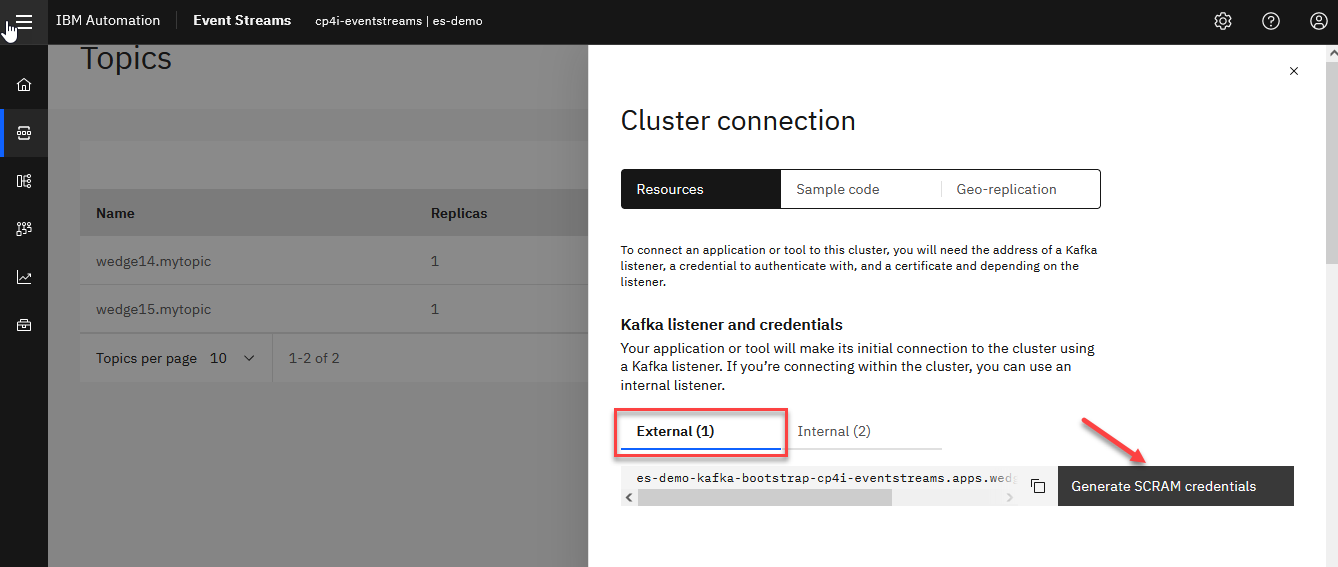 IBM Automation Event Streams cp4i-eventstreams | es-demo
Topics
Name Replicas
wedge14.mytopic 1
wedge15.mytopic 1
Topics per page 10 1-2 of 2
Cluster connection
Resources Sample code Geo-replication
To connect an application or tool to this cluster, you will need the address of a Kafka
listener, a credential to authenticate with, and a certificate and depending on the
listener.
Kafka listener and credentials
Your application or tool will make its initial connection to the cluster using
a Kafka listener. If you’re connecting within the cluster, you can use an
internal listener.
External (1) Internal (2)
es-demo-kafka-bootstrap-cp4i-eventstreams.apps.wedg
Generate SCRAM credentials